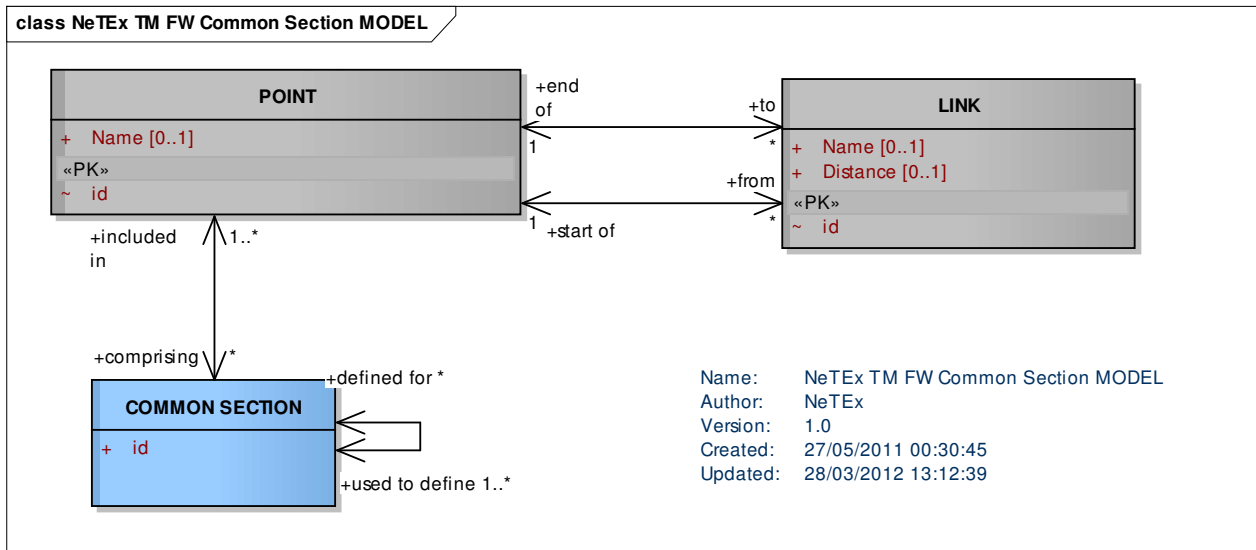 class NeTEx TM FW Common Section MODEL
POINT
+ Name [0..1]
«PK»
~ id
LINK
+ Name [0..1]
+ Distance [0..1]
«PK»
~ id
+end
of
1
+to
*
+from
*
1
+start of
+included
in
1..*
+comprising
*
COMMON SECTION
+ id
+defined for *
+used to define 1..*
Name: NeTEx TM FW Common Section MODEL
Author: NeTEx
Version: 1.0
Created: 27/05/2011 00:30:45
Updated: 28/03/2012 13:12:39